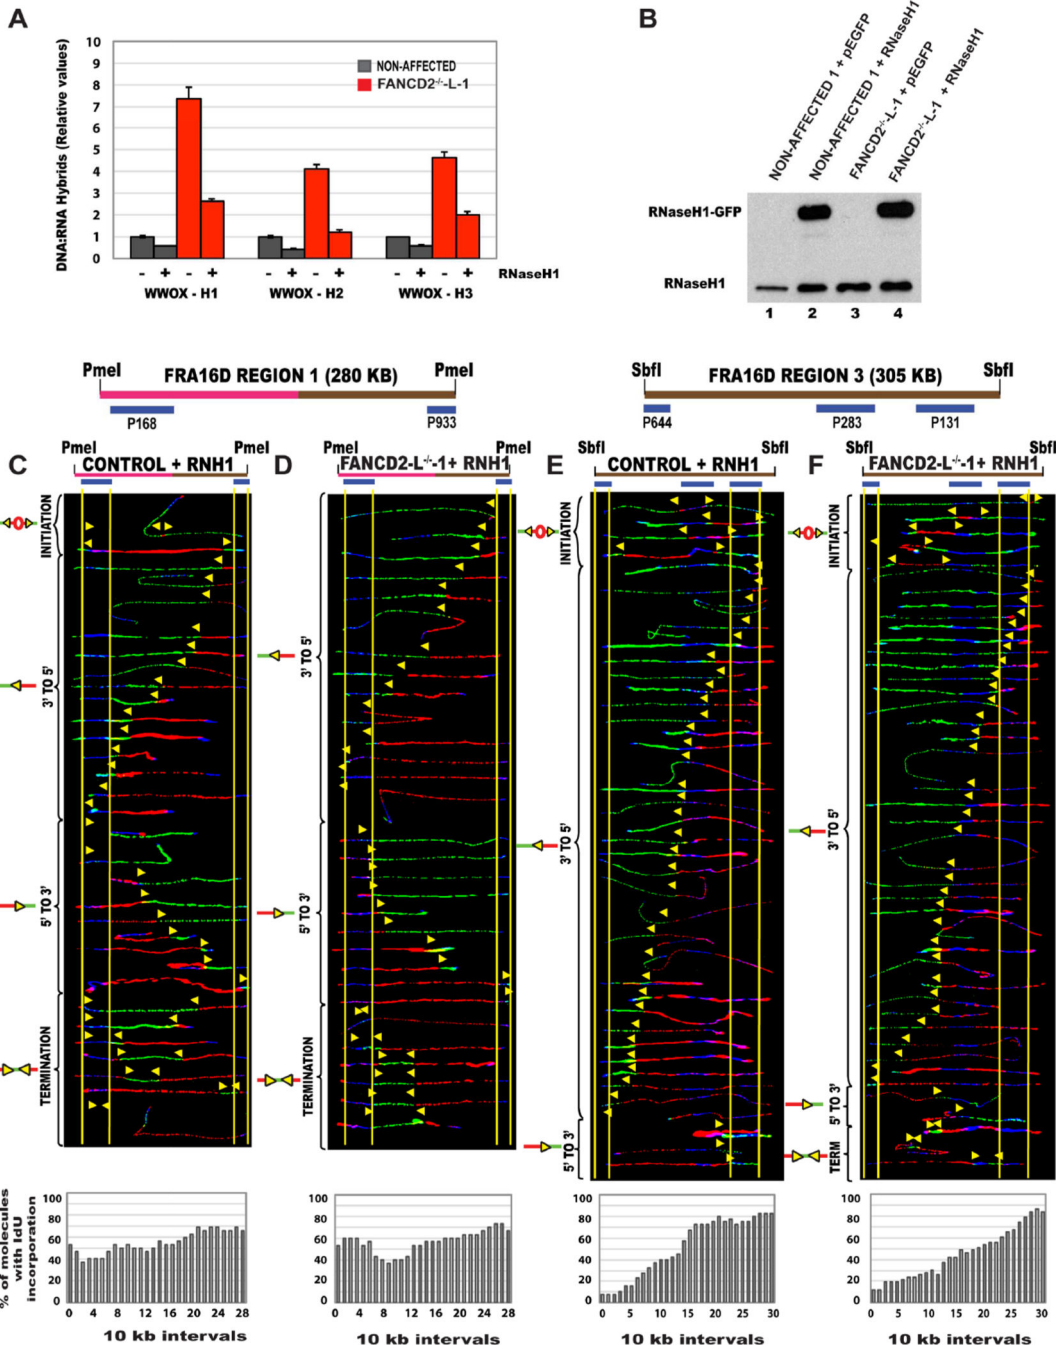 A
DNA:RNA Hybrids (Relative values)
10
9
8
7
6
5
4
3
2
1
0
NON-AFFECTED
FANCD2-/--L-1
- + - + - + - + - + - + RNaseH1
WWOX - H1 WWOX - H2 WWOX - H3
B
NON-AFFECTED 1 + pEGFP
NON-AFFECTED 1 + RNaseH1
FANCD2-/--L-1 + pEGFP
FANCD2-/--L-1 + RNaseH1
RNaseH1-GFP
RNaseH1
1 2 3 4
PmeI FRA16D REGION 1 (280 KB) PmeI
P168 P933
SbfI FRA16D REGION 3 (305 KB) SbfI
P644 P283 P131
C
PmeI PmeI
CONTROL + RNH1
INITIATION
3' TO 5'
5' TO 3'
TERMINATION
D
PmeI PmeI
FANCD2-L-/--1+ RNH1
3' TO 5'
5' TO 3'
TERMINATION
E
SbfI SbfI
CONTROL + RNH1
INITIATION
3' TO 5'
5' TO 3'
F
SbfI SbfI
FANCD2-L-/--1+ RNH1
INITIATION
3' TO 5'
5' TO 3'
TERM
% of molecules
with IdU
incorporation
100
80
60
40
20
0
0 4 8 12 16 20 24 28
10 kb intervals
100
80
60
40
20
0
0 4 8 12 16 20 24 28
10 kb intervals
100
80
60
40
20
0
0 5 10 15 20 25 30
10 kb intervals
100
80
60
40
20
0
0 5 10 15 20 25 30
10 kb intervals